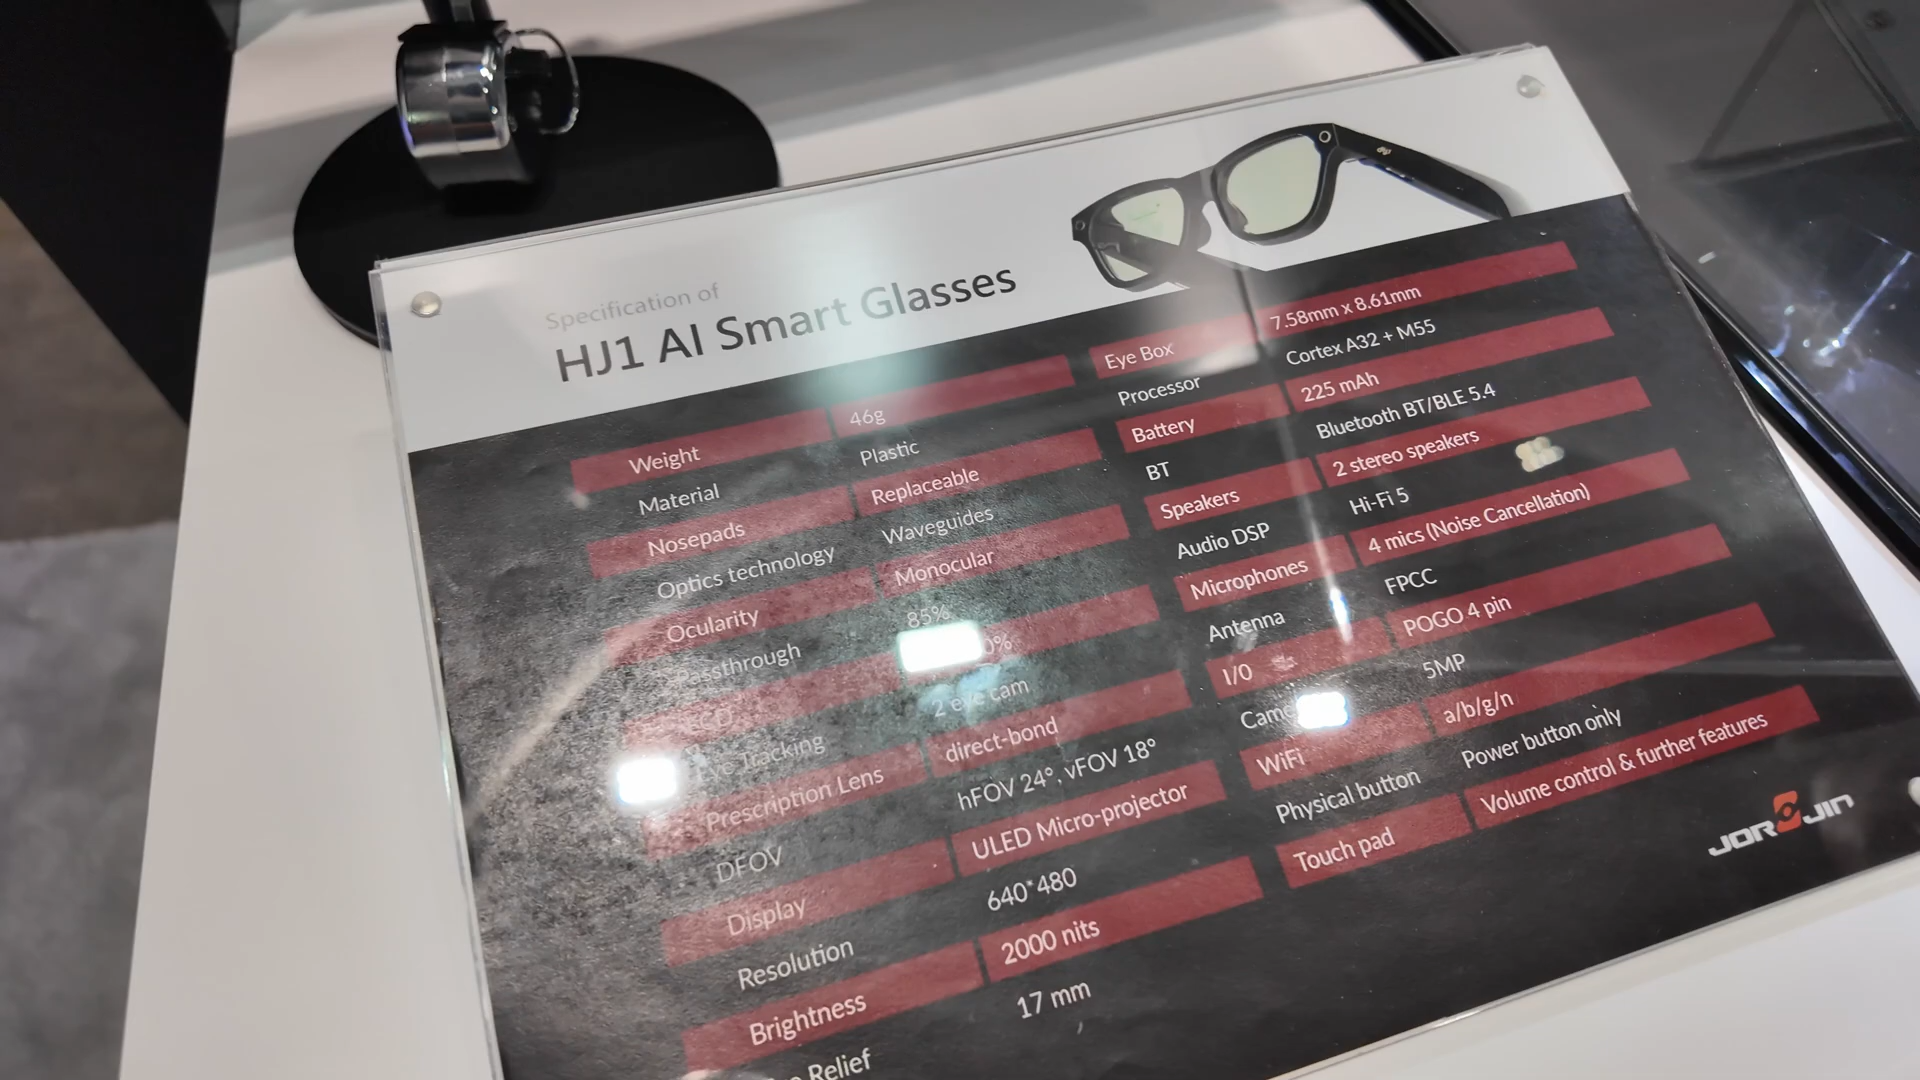 Specification of
HJ1 AI Smart Glasses
Weight 46g
Material Plastic
Nosepads Replaceable
Optics technology Waveguides
Ocularity Monocular
Passthrough 85%
Eye Tracking 2 eye cam
Prescription Lens direct-bond
DFOV hFOV 24°, vFOV 18°
Display ULED Micro-projector
Resolution 640*480
Brightness 2000 nits
Relief 17 mm
Eye Box 7.58mm x 8.61mm
Processor Cortex A32 + M55
Battery 225 mAh
BT Bluetooth BT/BLE 5.4
Speakers 2 stereo speakers
Audio DSP Hi-Fi 5
Microphones 4 mics (Noise Cancellation)
Antenna FPCC
I/O POGO 4 pin
5MP
WiFi a/b/g/n
Physical button Power button only
Touch pad Volume control & further features
JORJIN